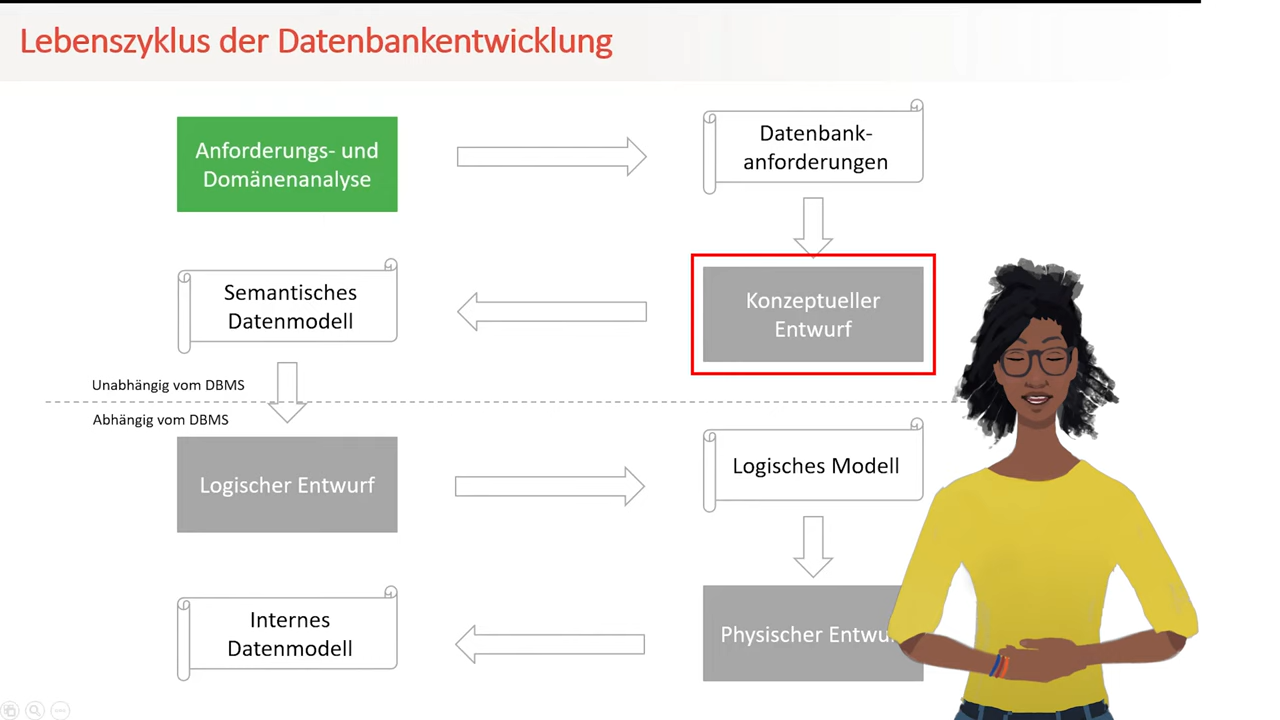 Lebenszyklus der Datenbankentwicklung
Anforderungs- und
Domänenanalyse
Datenbank-
anforderungen
Semantisches
Datenmodell
Konzeptueller
Entwurf
Unabhängig vom DBMS
Abhängig vom DBMS
Logischer Entwurf
Logisches Modell
Internes
Datenmodell
Physischer